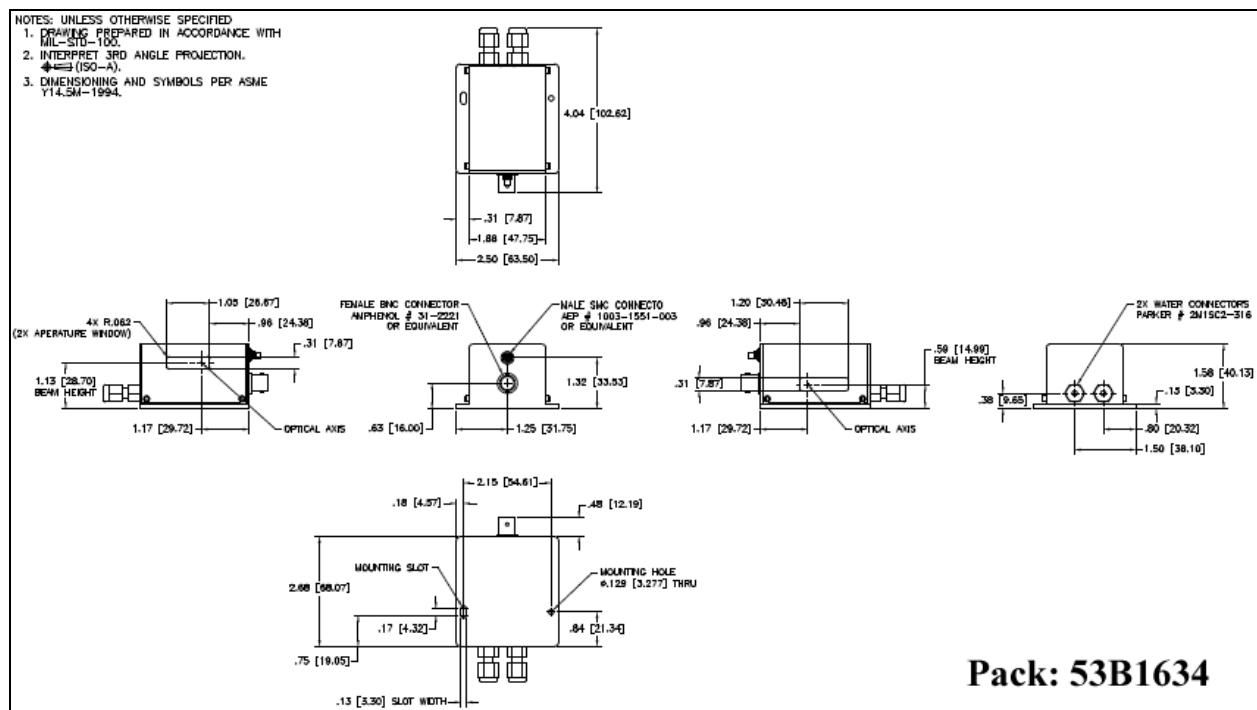 NOTES: UNLESS OTHERWISE SPECIFIED
1. DRAWING PREPARED IN ACCORDANCE WITH
MIL-STD-100.
2. INTERPRET 3RD ANGLE PROJECTION.
(ISO-A).
3. DIMENSIONING AND SYMBOLS PER ASME
Y14.5M-1994.
4.04 [102.62]
.31 [7.87]
1.88 [47.75]
2.50 [63.50]
1.05 [26.67]
4X R.062
(2X APERATURE WINDOW)
.96 [24.38]
.31 [7.87]
1.13 [28.70]
BEAM HEIGHT
1.17 [29.72]
OPTICAL AXIS
FEMALE BNC CONNECTOR
AMPHENOL # 31-2221
OR EQUIVALENT
MALE SMC CONNECTO
AEP # 1003-1551-003
OR EQUIVALENT
1.32 [33.53]
.63 [16.00]
1.25 [31.75]
1.20 [30.48]
.96 [24.38]
.31 [7.87]
.59 [14.99]
BEAM HEIGHT
1.17 [29.72]
OPTICAL AXIS
2X WATER CONNECTORS
PARKER # 2M1SC2-316
1.58 [40.13]
.38 [9.65]
.13 [3.30]
.80 [20.32]
1.50 [38.10]
2.15 [54.61]
.18 [4.57]
.48 [12.19]
MOUNTING SLOT
MOUNTING HOLE
ø.129 [3.277] THRU
2.68 [68.07]
.17 [4.32]
.84 [21.34]
.75 [19.05]
.13 [3.30] SLOT WIDTH
Pack: 53B1634